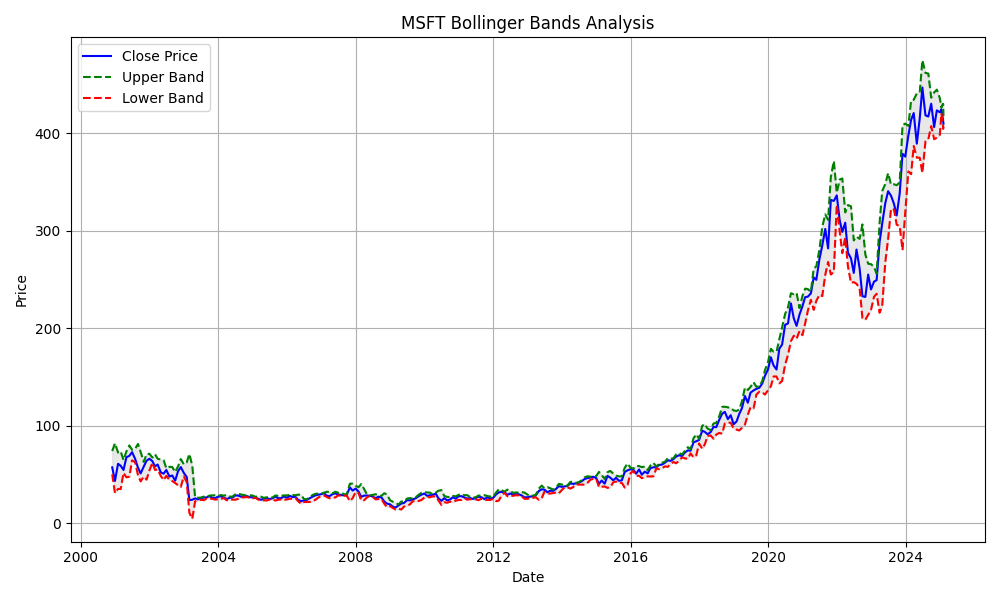 MSFT Bollinger Bands Analysis
Close Price
Upper Band
Lower Band
Price
400
300
200
100
0
2000 2004 2008 2012 2016 2020 2024
Date